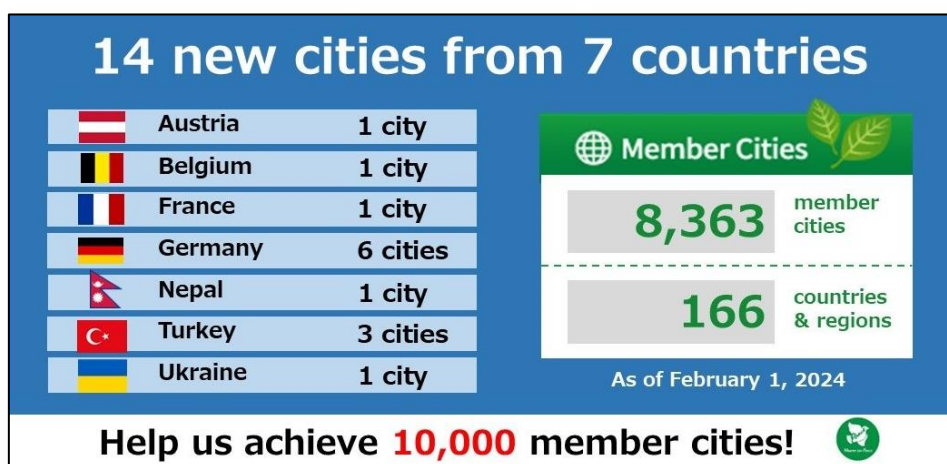 14 new cities from 7 countries
Austria 1 city
Belgium 1 city
France 1 city
Germany 6 cities
Nepal 1 city
Turkey 3 cities
Ukraine 1 city
Member Cities
8,363 member cities
166 countries & regions
As of February 1, 2024
Help us achieve 10,000 member cities!